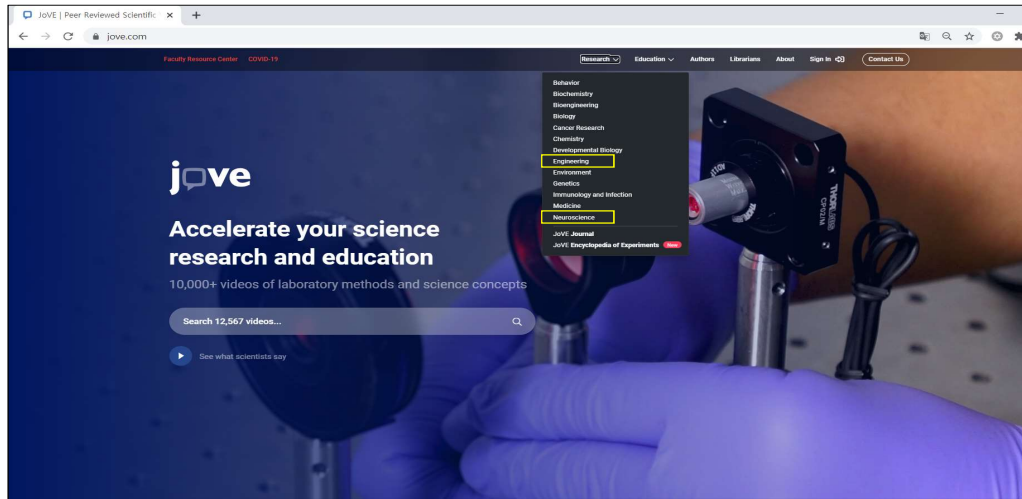 JoVE | Peer Reviewed Scientific
jove.com
Faculty Resource Center COVID-19 Research Education Authors Librarians About Sign In Contact Us
Behavior
Biochemistry
Bioengineering
Biology
Cancer Research
Chemistry
Developmental Biology
Engineering
Environment
Genetics
Immunology and Infection
Medicine
Neuroscience
JoVE Journal
JoVE Encyclopedia of Experiments New
jove
Accelerate your science
research and education
10,000+ videos of laboratory methods and science concepts
Search 12,567 videos...
See what scientists say
THORLABS
CP02/M